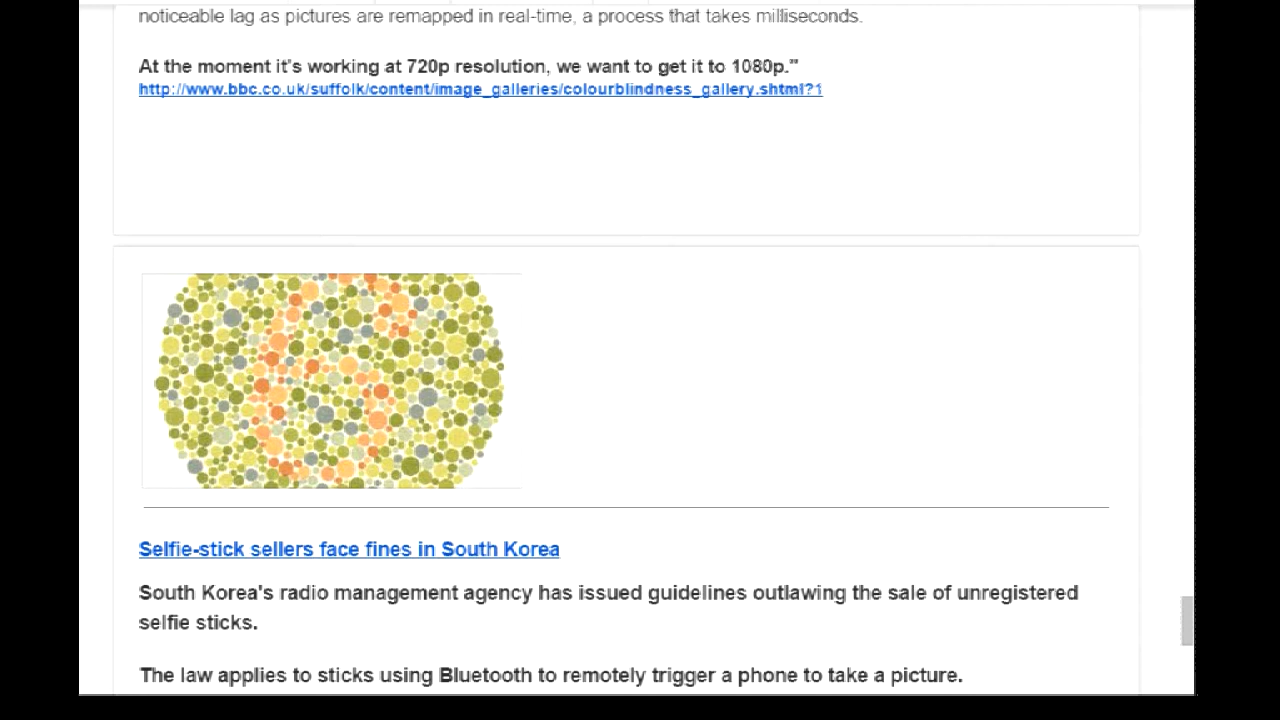 noticeable lag as pictures are remapped in real-time, a process that takes milliseconds.
At the moment it's working at 720p resolution, we want to get it to 1080p."
http://www.bbc.co.uk/suffolk/content/image_galleries/colourblindness_gallery.shtml?1
6
Selfie-stick sellers face fines in South Korea
South Korea's radio management agency has issued guidelines outlawing the sale of unregistered
selfie sticks.
The law applies to sticks using Bluetooth to remotely trigger a phone to take a picture.